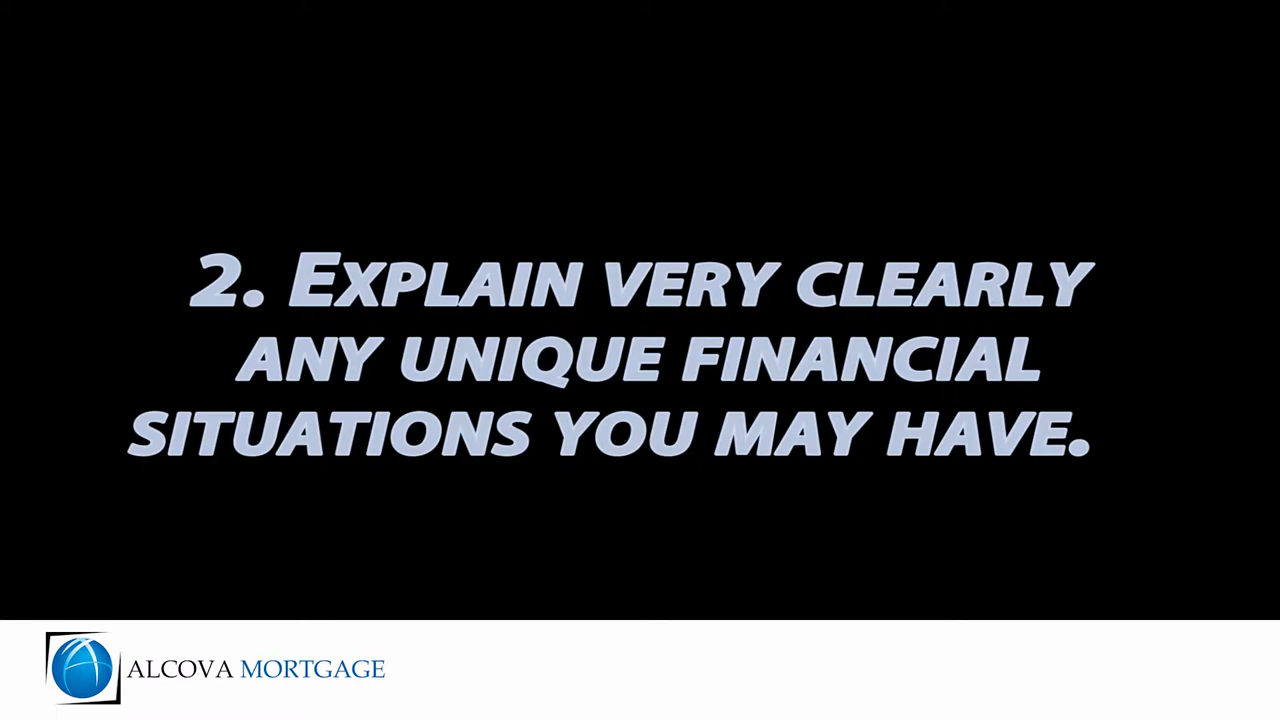 2. EXPLAIN VERY CLEARLY
ANY UNIQUE FINANCIAL
SITUATIONS YOU MAY HAVE.
ALCOVA MORTGAGE